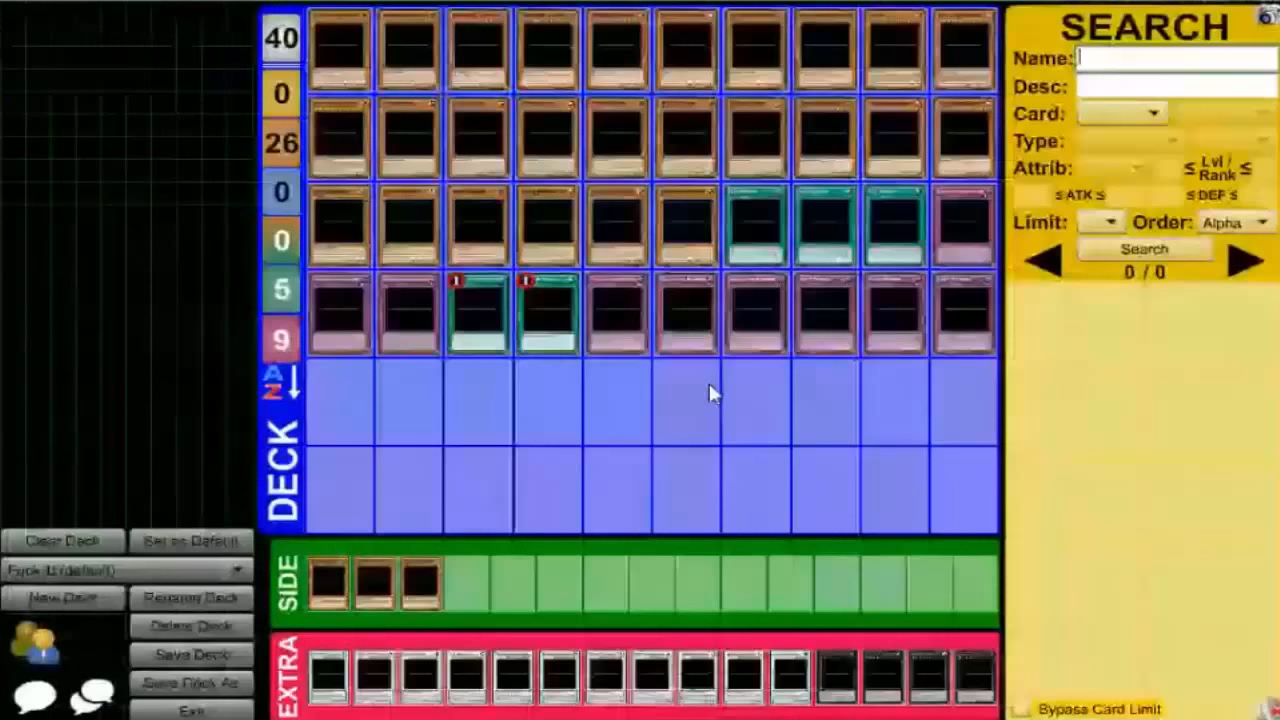 40
0
26
0
0
5
9
A
Z
DECK
SIDE
EXTRA
SEARCH
Name:
Desc:
Card:
Type:
Attrib: ≤ Lvl / Rank ≤
≤ ATK ≤ ≤ DEF ≤
Limit: Order: Alpha
Search
0 / 0
Bypass Card Limit
Clear Deck Set as Default
New Deck Rename Deck
Delete Deck
Save Deck
Save Deck As
Exit